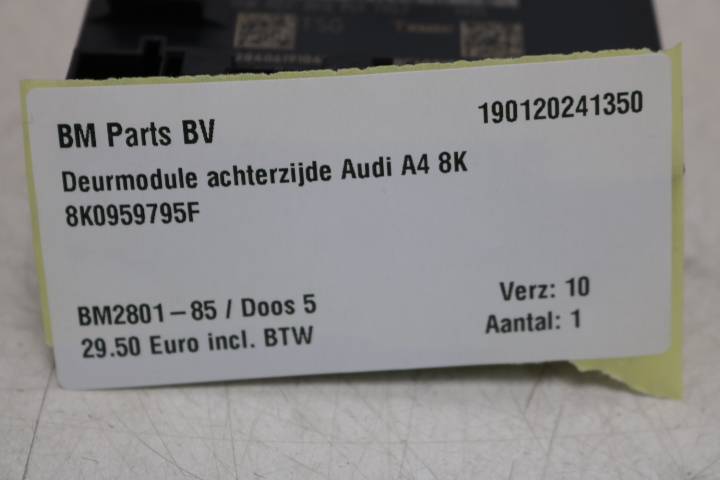 TSG
BM Parts BV
190120241350
Deurmodule achterzijde Audi A4 8K
8K0959795F
BM2801-85 / Doos 5
Verz: 10
29.50 Euro incl. BTW
Aantal: 1